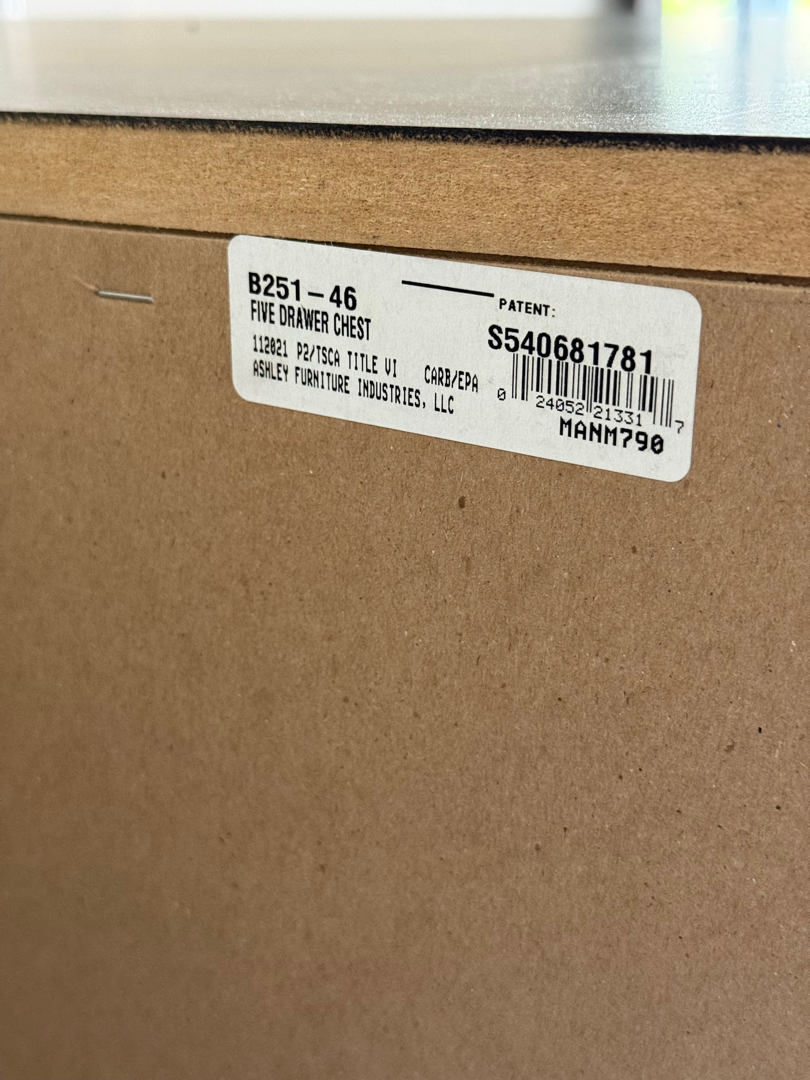 B251-46
FIVE DRAWER CHEST
112021 P2/TSCA TITLE VI CARB/EPA
ASHLEY FURNITURE INDUSTRIES, LLC
PATENT:
S540681781
0 24052 21331 7
MANM790